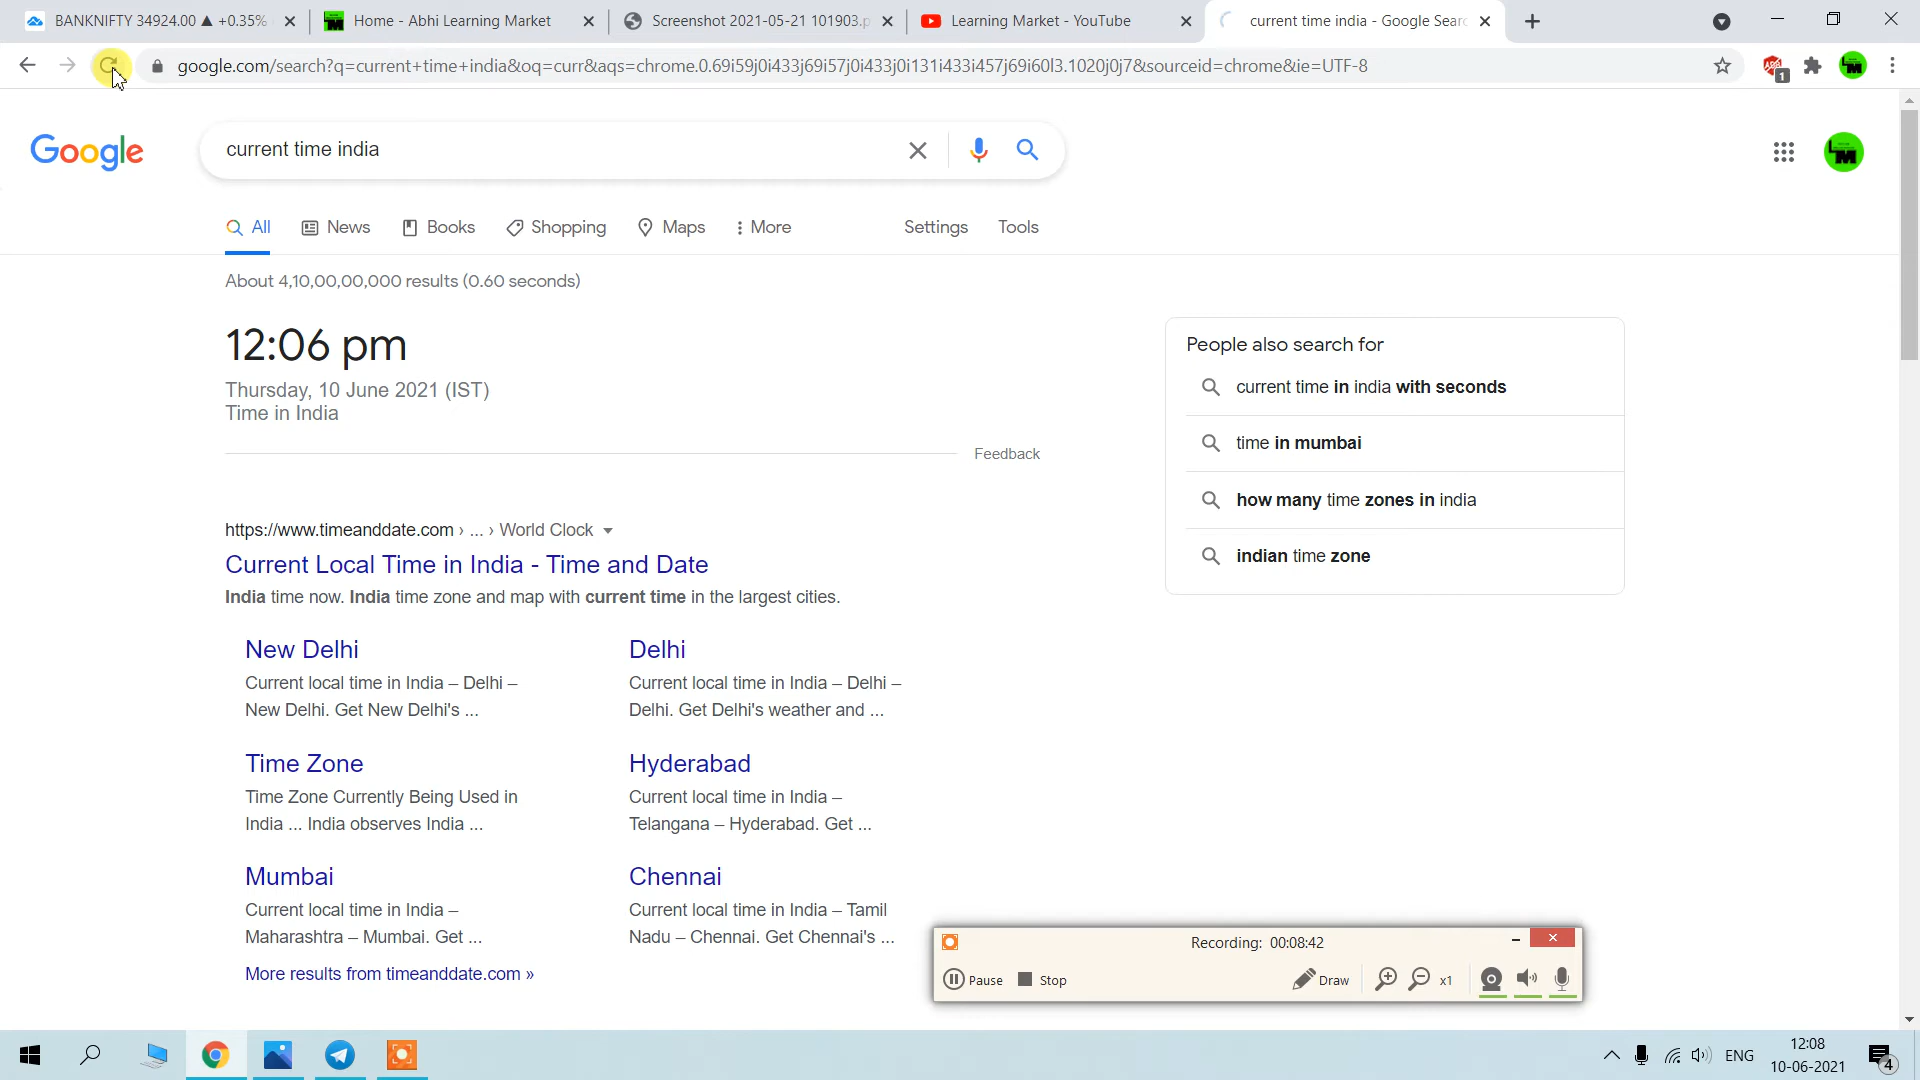 BANKNIFTY 34924.00 ▲ +0.35%
Home - Abhi Learning Market
Screenshot 2021-05-21 101903.p
Learning Market - YouTube
current time india - Google Sear
google.com/search?q=current+time+india&oq=curr&aqs=chrome.0.69i59j0i433j69i57j0i433j0i131i433i457j69i60l3.1020j0j7&sourceid=chrome&ie=UTF-8
1
Google
current time india
All
News
Books
Shopping
Maps
More
Settings
Tools
About 4,10,00,00,000 results (0.60 seconds)
12:06 pm
Thursday, 10 June 2021 (IST)
Time in India
Feedback
People also search for
current time in india with seconds
time in mumbai
how many time zones in india
indian time zone
https://www.timeanddate.com › ... › World Clock
Current Local Time in India - Time and Date
India time now. India time zone and map with current time in the largest cities.
New Delhi
Current local time in India – Delhi –
New Delhi. Get New Delhi's ...
Delhi
Current local time in India – Delhi –
Delhi. Get Delhi's weather and ...
Time Zone
Time Zone Currently Being Used in
India ... India observes India ...
Hyderabad
Current local time in India –
Telangana – Hyderabad. Get ...
Mumbai
Current local time in India –
Maharashtra – Mumbai. Get ...
Chennai
Current local time in India – Tamil
Nadu – Chennai. Get Chennai's ...
More results from timeanddate.com »
Recording: 00:08:42
Pause
Stop
Draw
x1
ENG
12:08
10-06-2021
4